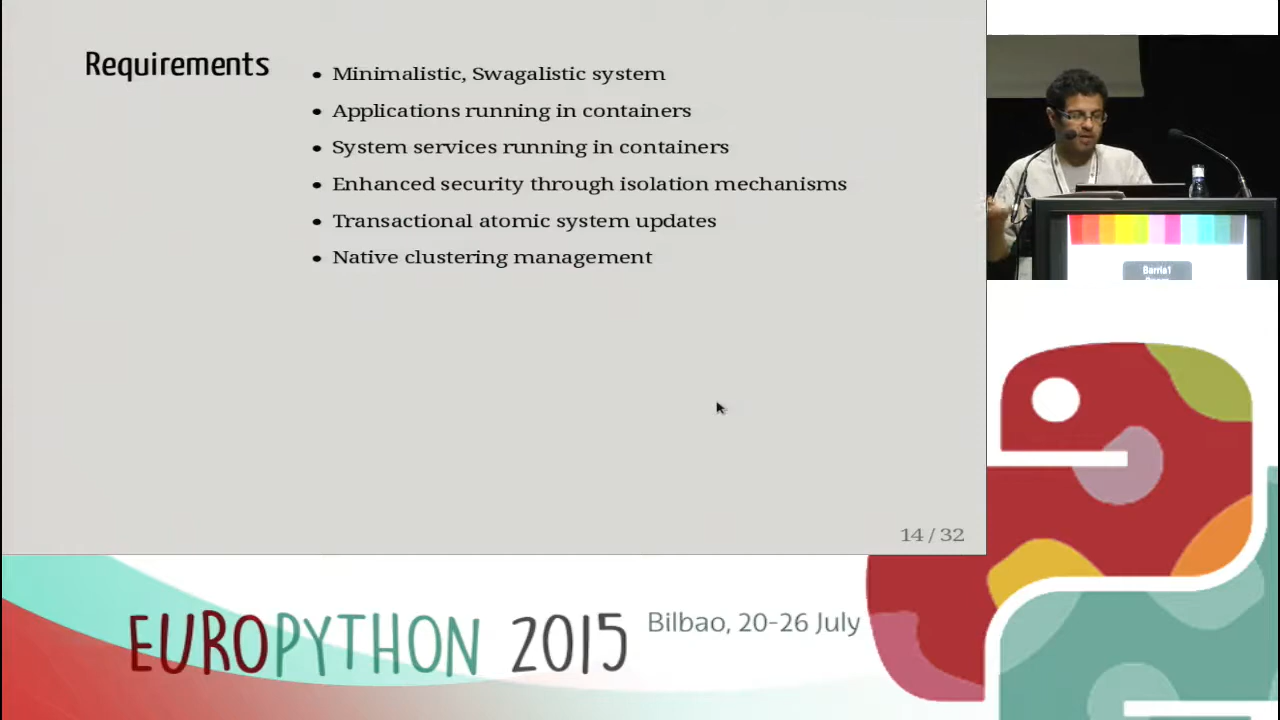 Requirements
• Minimalistic, Swagalistic system
• Applications running in containers
• System services running in containers
• Enhanced security through isolation mechanisms
• Transactional atomic system updates
• Native clustering management
14 / 32
Barria1
EUROPYTHON 2015
Bilbao, 20-26 July